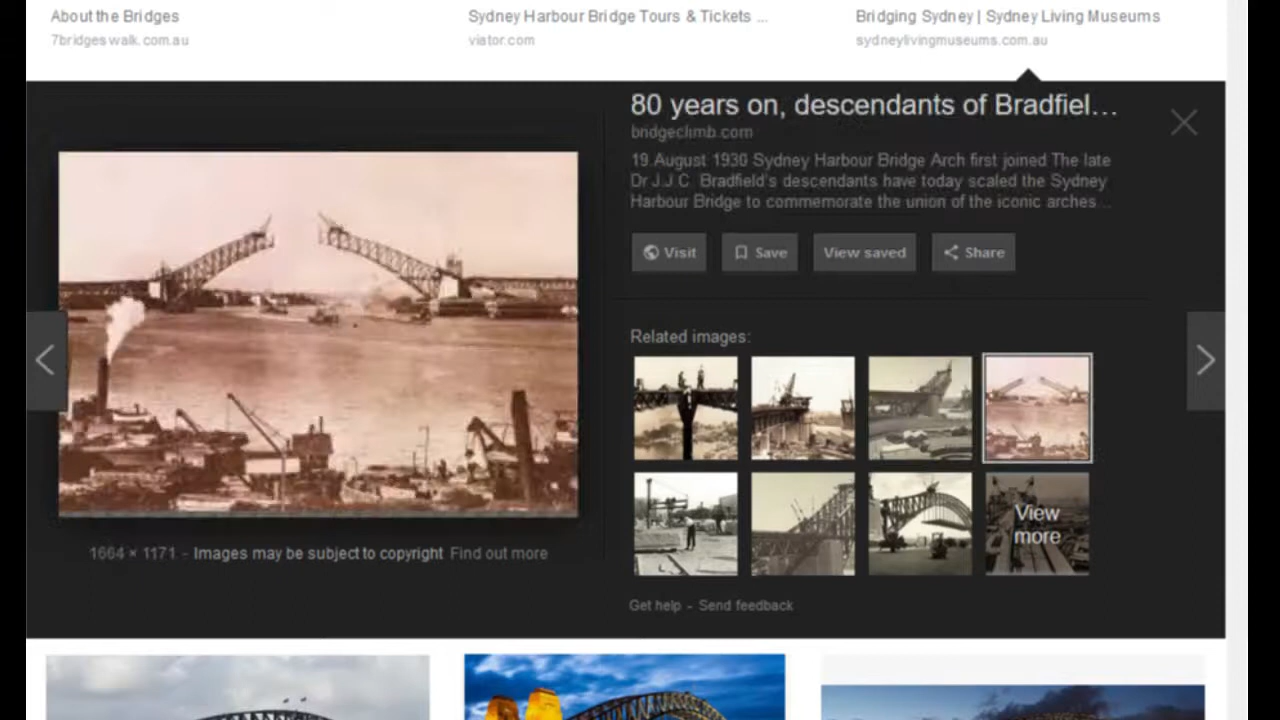 About the Bridges
7bridgeswalk.com.au
Sydney Harbour Bridge Tours & Tickets ...
viator.com
Bridging Sydney | Sydney Living Museums
sydneylivingmuseums.com.au
80 years on, descendants of Bradfiel...
bridgeclimb.com
19 August 1930 Sydney Harbour Bridge Arch first joined The late
Dr J.J.C Bradfield's descendants have today scaled the Sydney
Harbour Bridge to commemorate the union of the iconic arches...
Visit
Save
View saved
Share
Related images:
View
more
1664 × 1171 - Images may be subject to copyright Find out more
Get help - Send feedback